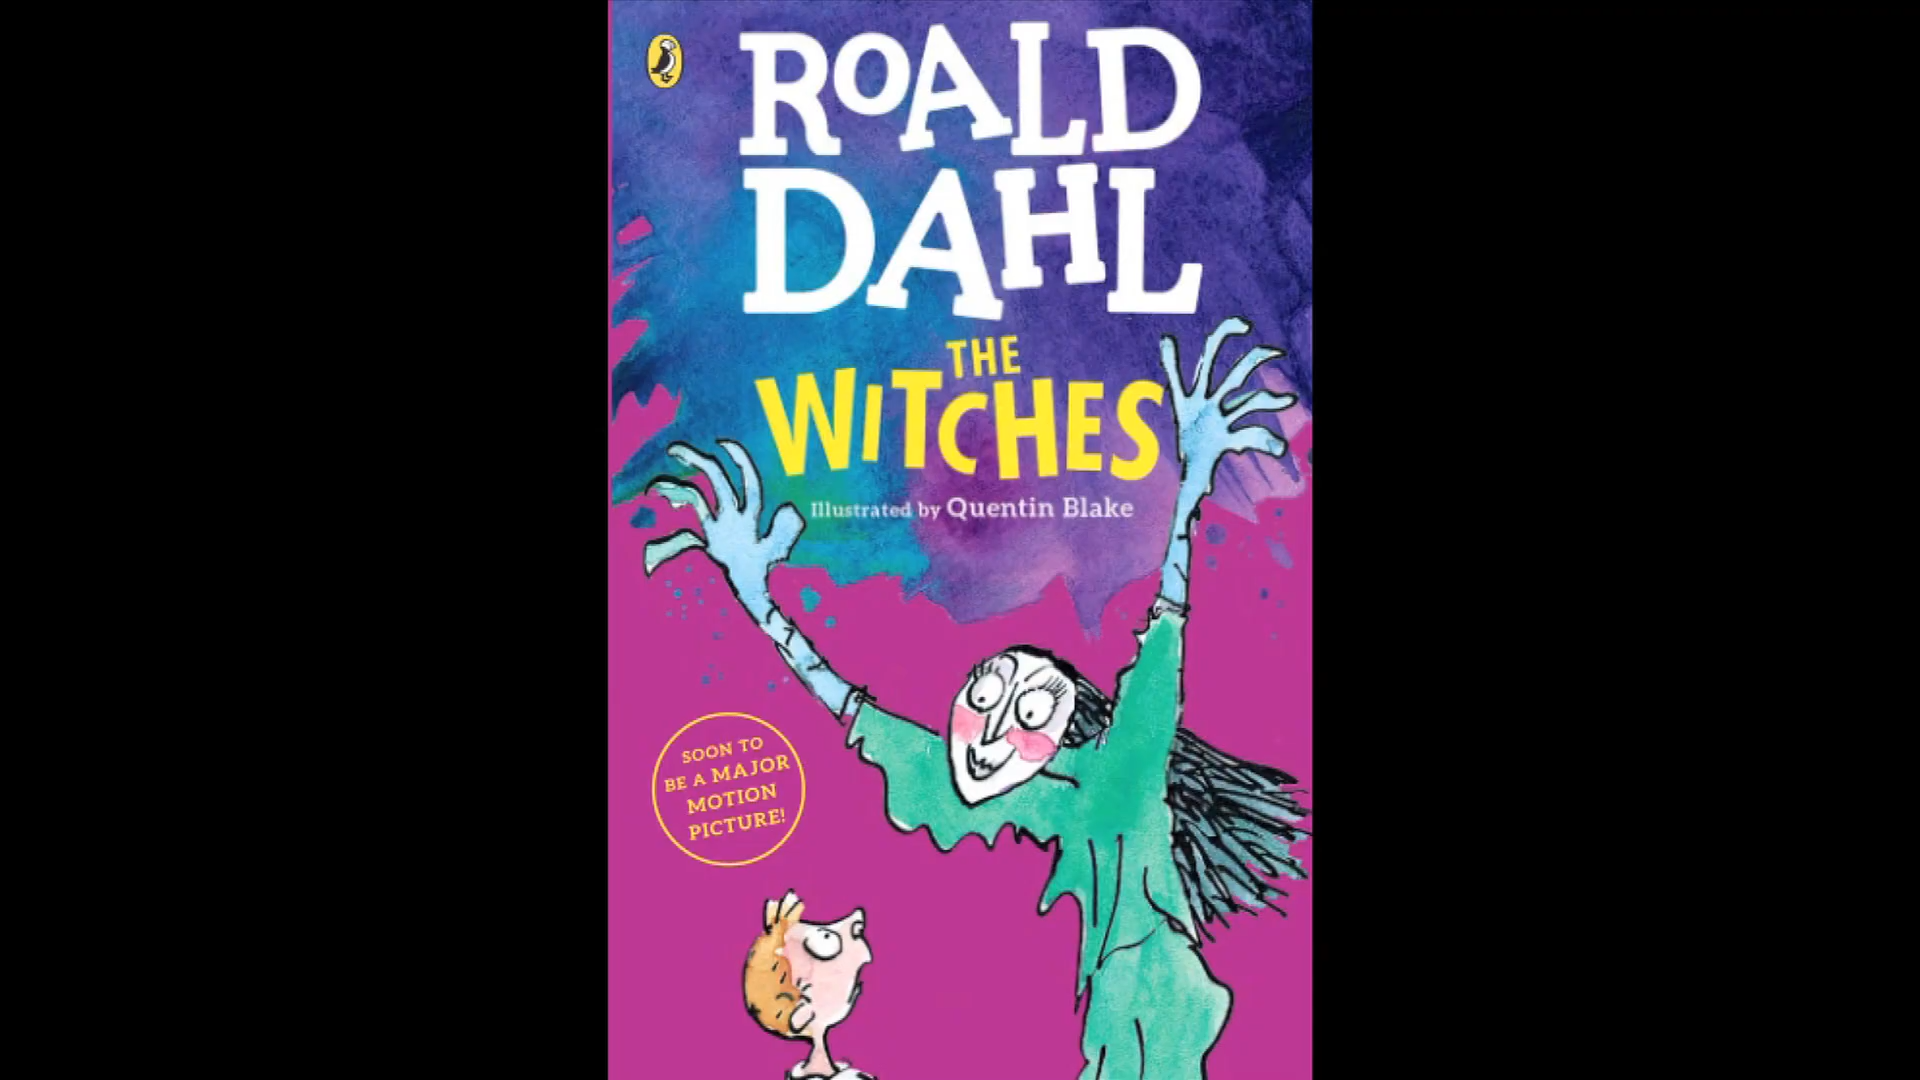 ROALD
DAHL
THE
WITCHES
Illustrated by Quentin Blake
SOON TO
BE A MAJOR
MOTION
PICTURE!